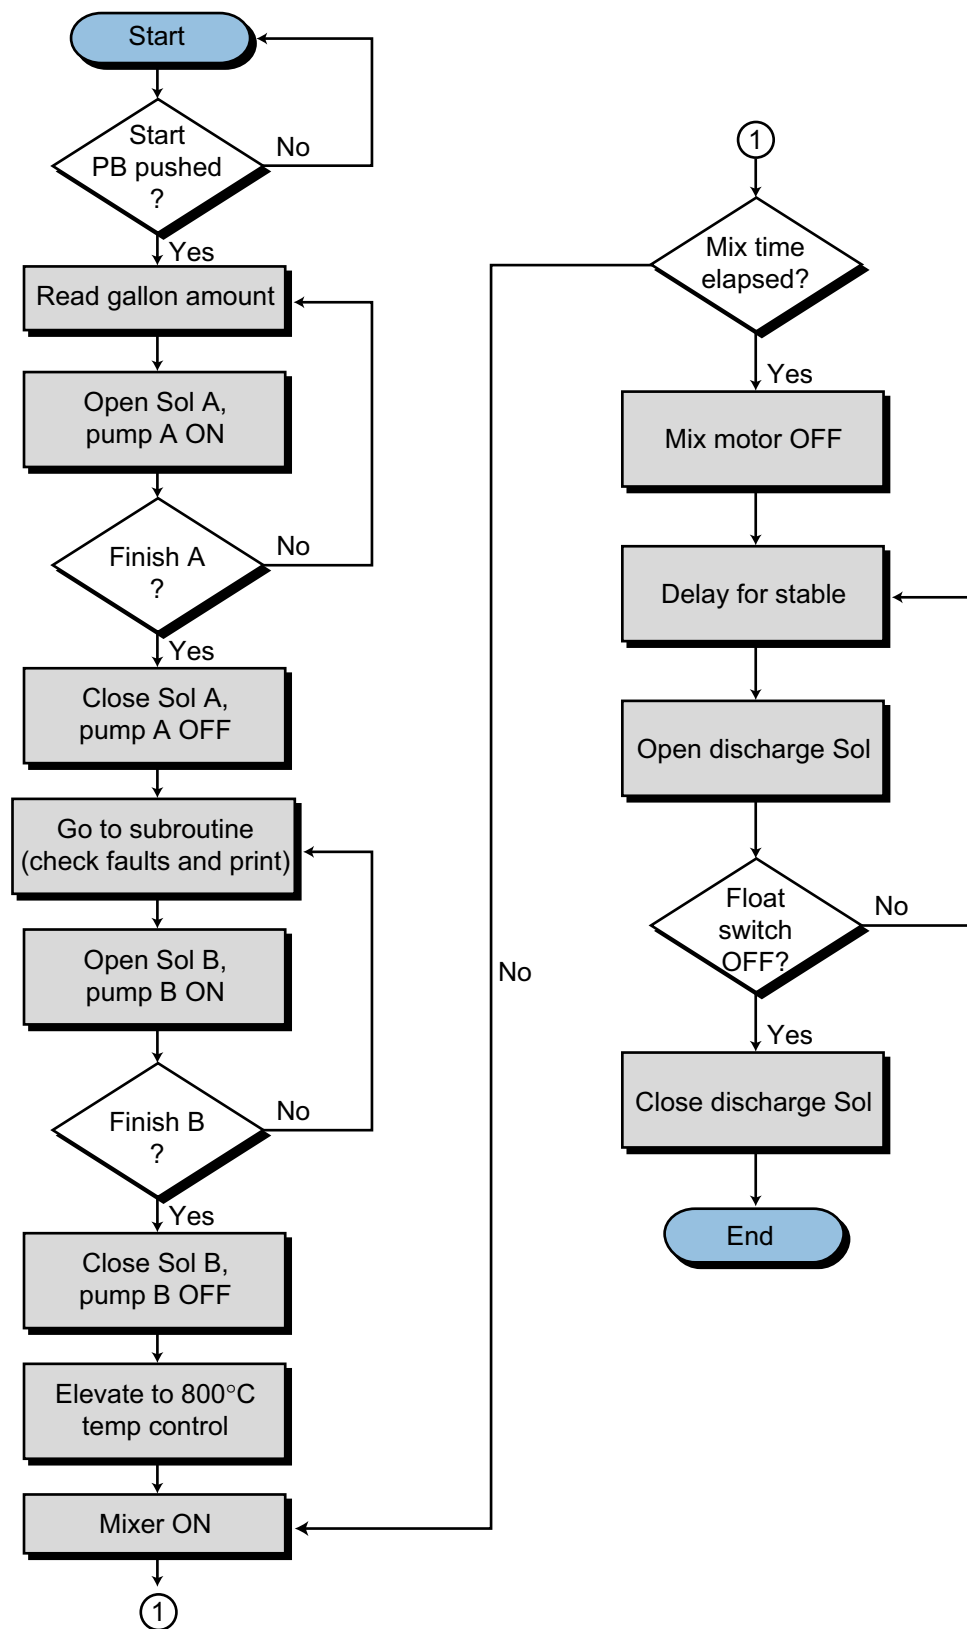 Start
Start
PB pushed
?
No
Yes
Read gallon amount
Open Sol A,
pump A ON
Finish A
?
No
Yes
Close Sol A,
pump A OFF
Go to subroutine
(check faults and print)
Open Sol B,
pump B ON
Finish B
?
No
Yes
Close Sol B,
pump B OFF
Elevate to 800°C
temp control
Mixer ON
1
1
Mix time
elapsed?
No
Yes
Mix motor OFF
Delay for stable
Open discharge Sol
Float
switch
OFF?
No
Yes
Close discharge Sol
End